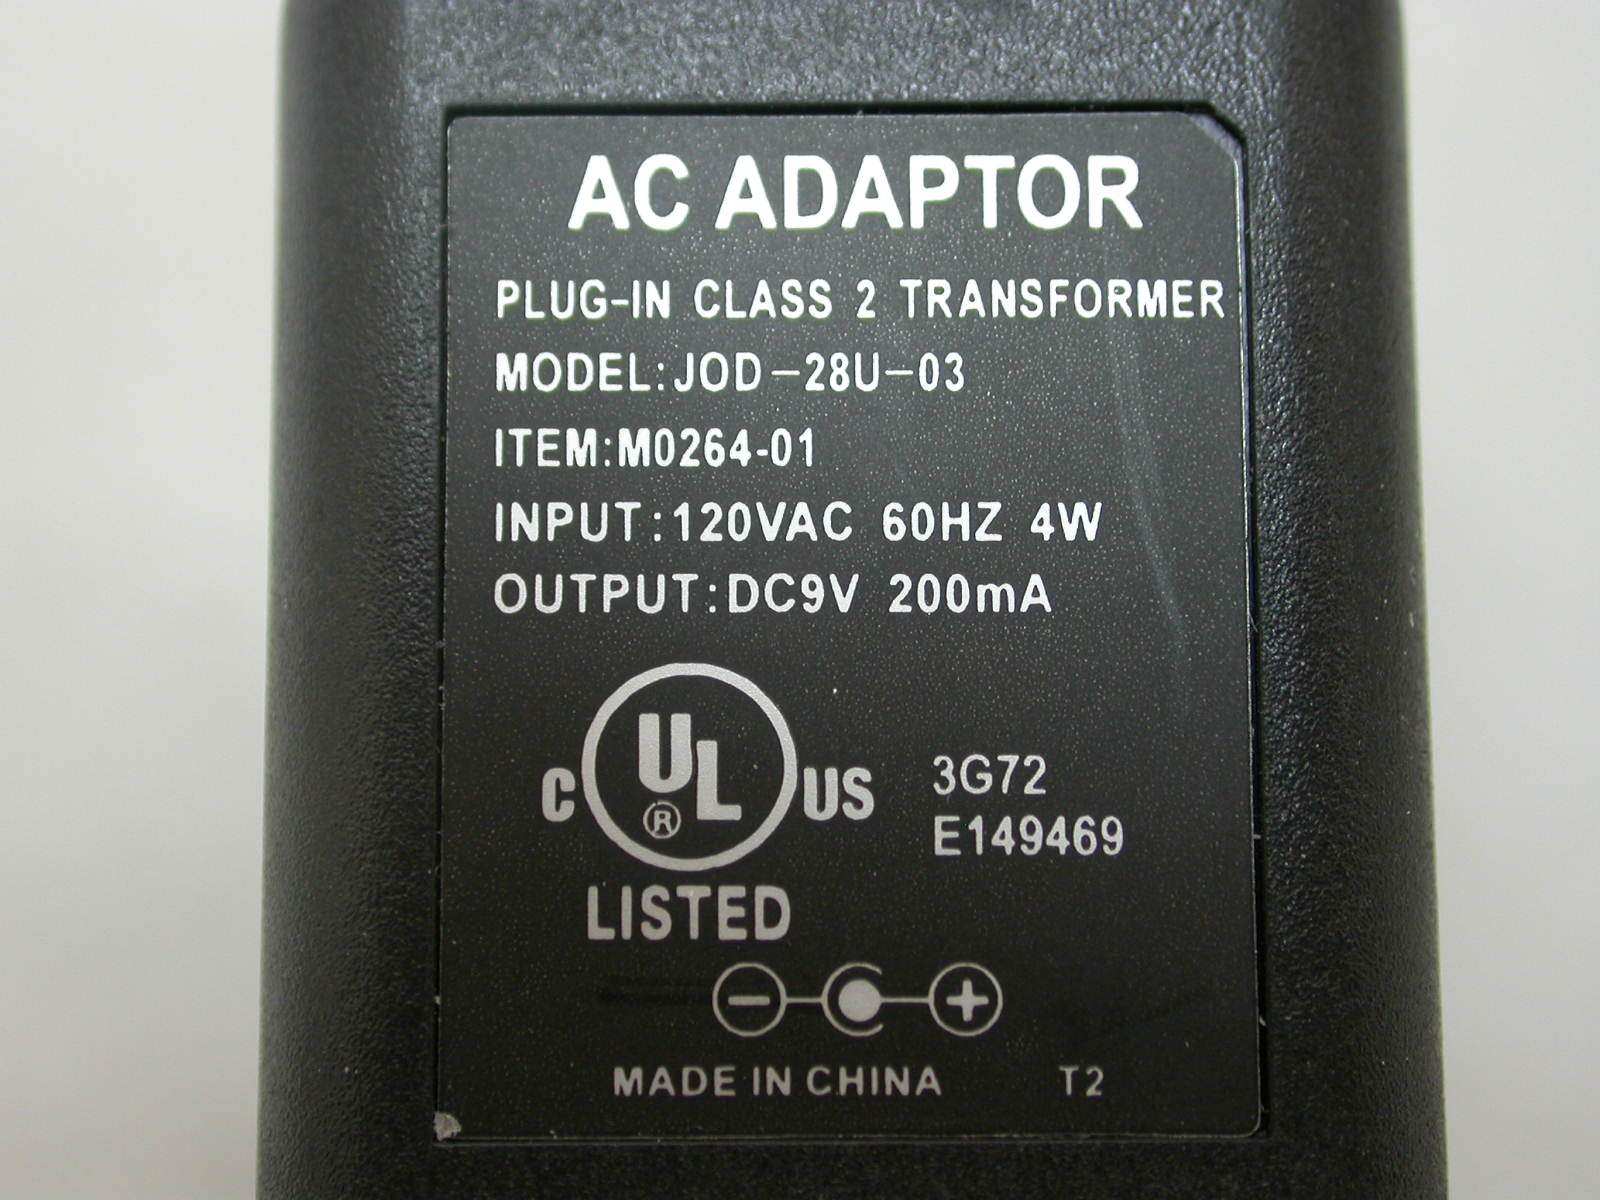 AC ADAPTOR
PLUG-IN CLASS 2 TRANSFORMER
MODEL:JOD-28U-03
ITEM:M0264-01
INPUT:120VAC 60HZ 4W
OUTPUT:DC9V 200mA
C UL ® US
LISTED
3G72
E149469
MADE IN CHINA T2